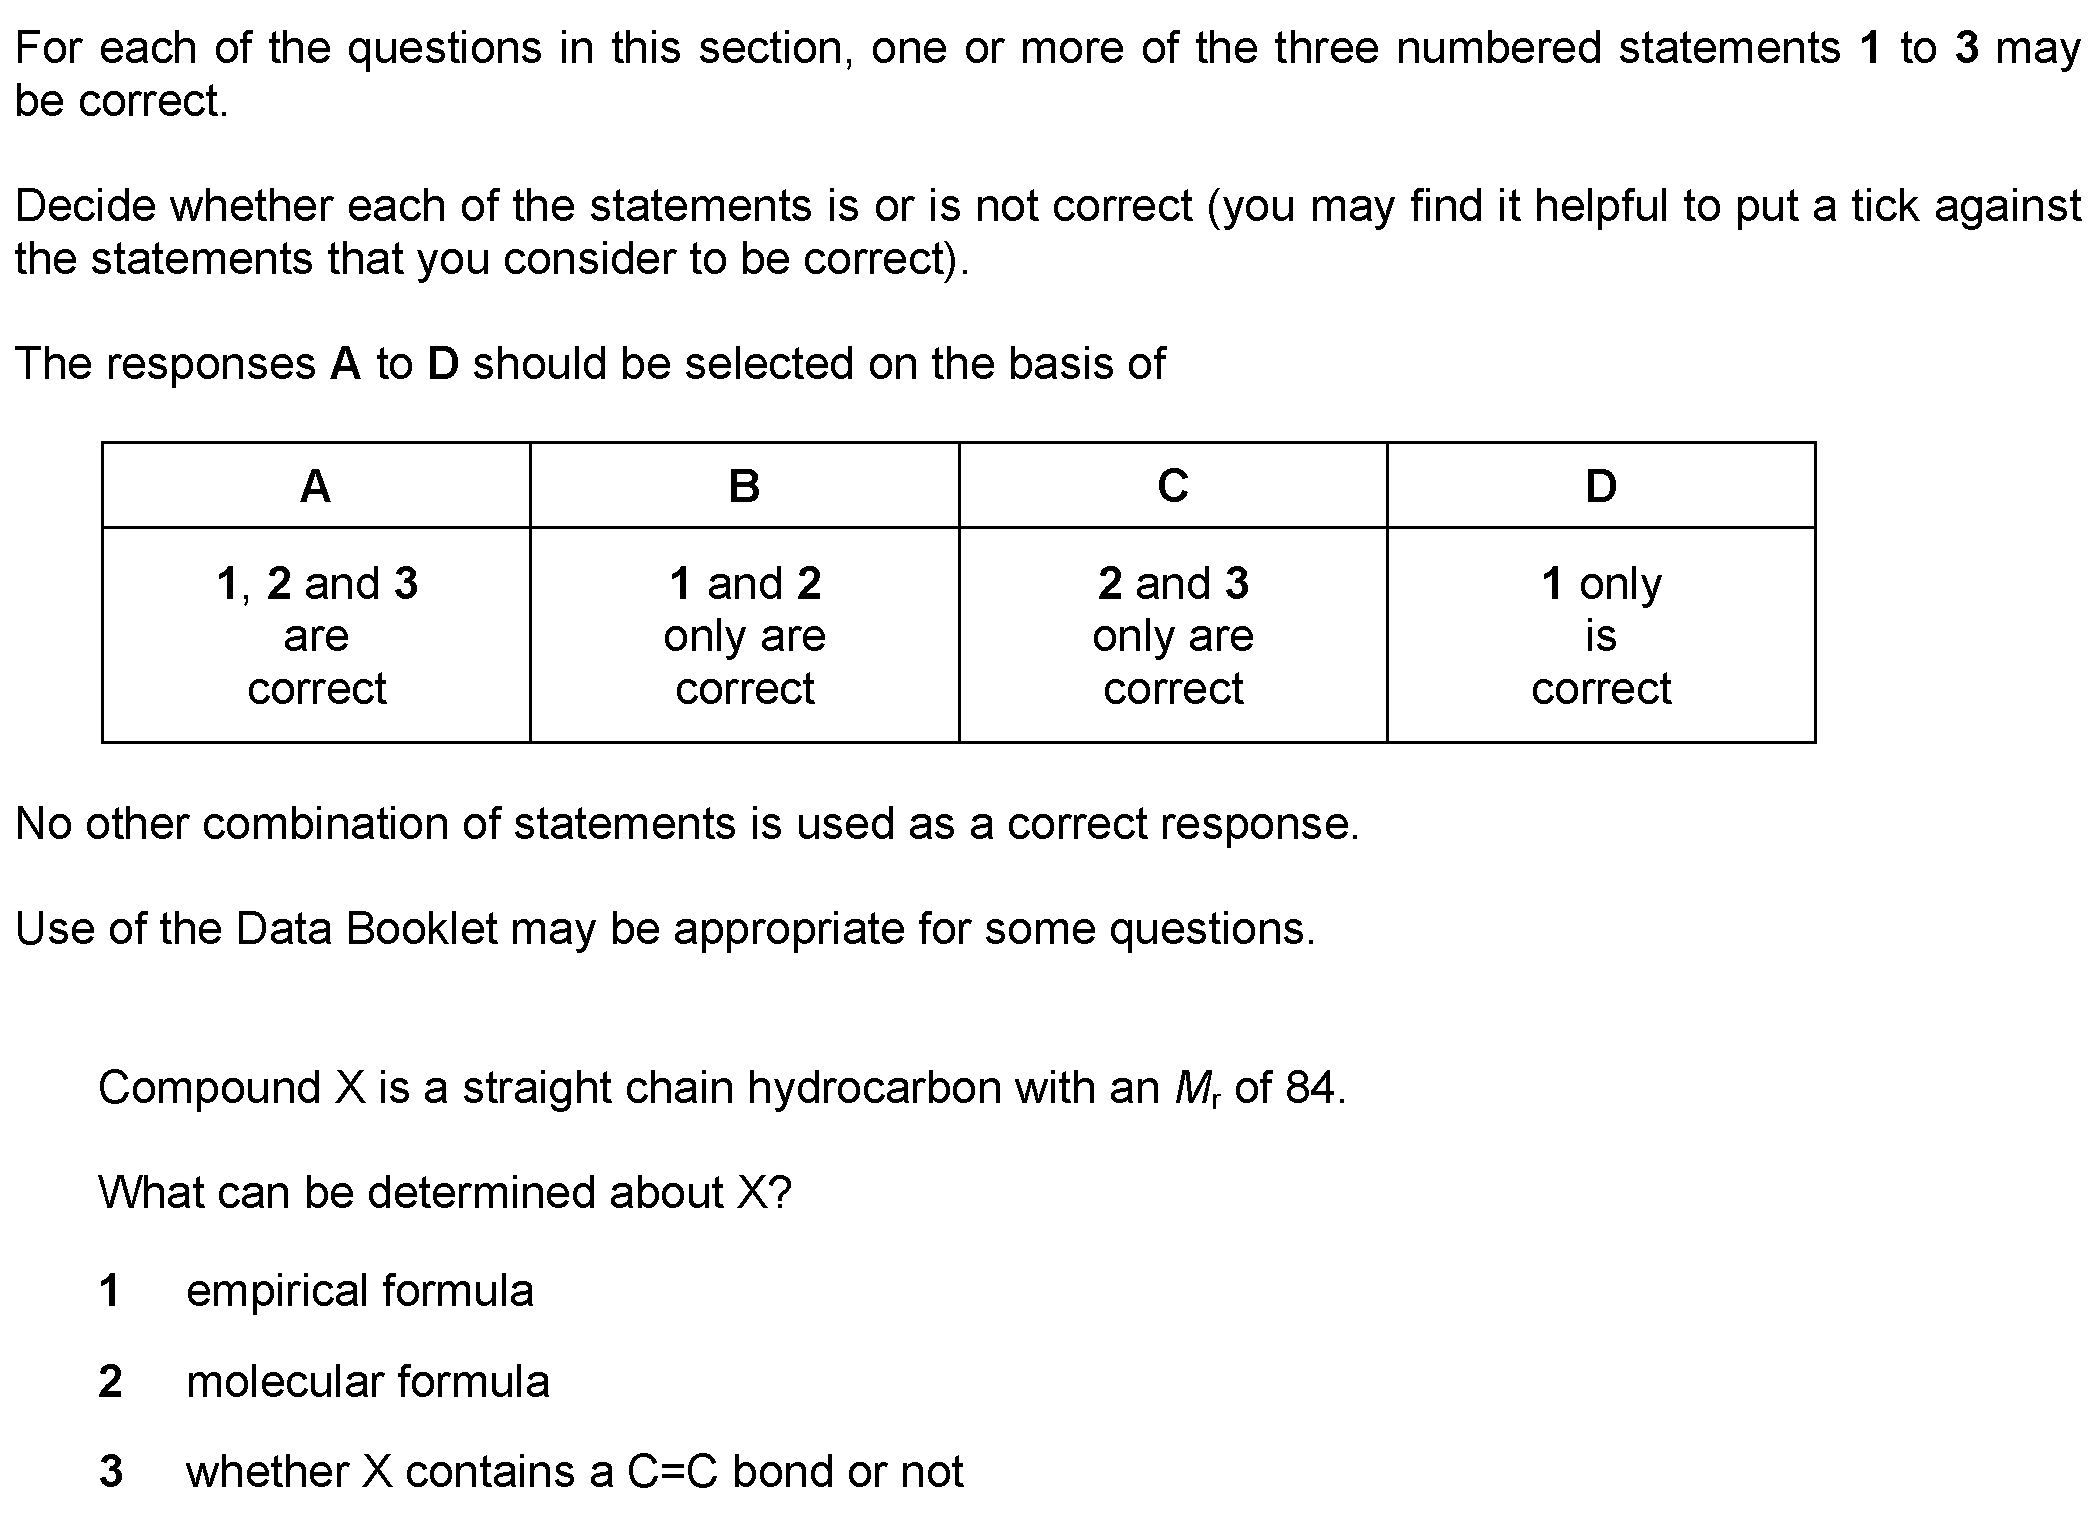 For each of the questions in this section, one or more of the three numbered statements 1 to 3 may
be correct.
Decide whether each of the statements is or is not correct (you may find it helpful to put a tick against
the statements that you consider to be correct).
The responses A to D should be selected on the basis of
A B C D
1, 2 and 3 1 and 2 2 and 3 1 only
are only are only are is
correct correct correct correct
No other combination of statements is used as a correct response.
Use of the Data Booklet may be appropriate for some questions.
Compound X is a straight chain hydrocarbon with an Mr of 84.
What can be determined about X?
1 empirical formula
2 molecular formula
3 whether X contains a C=C bond or not